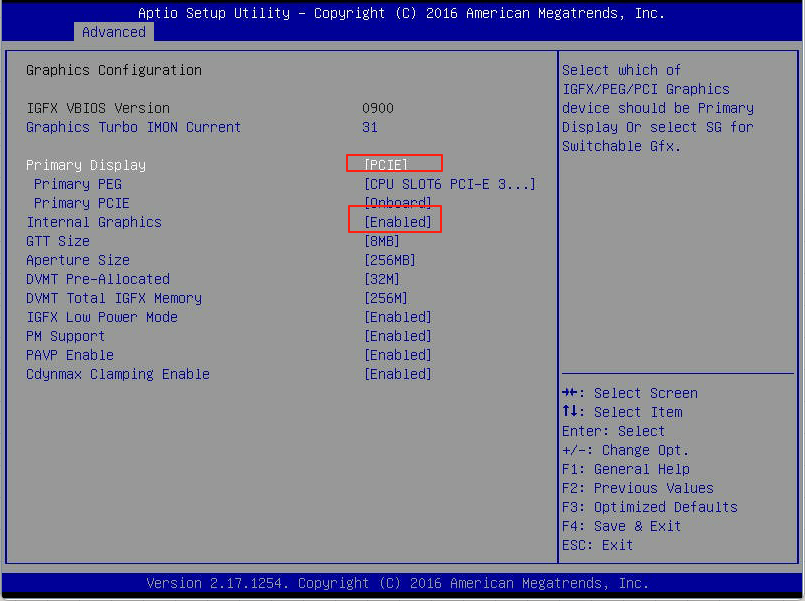 Aptio Setup Utility - Copyright (C) 2016 American Megatrends, Inc.
Advanced
Graphics Configuration
IGFX VBIOS Version 0900
Graphics Turbo IMON Current 31
Primary Display [PCIE]
Primary PEG [CPU SLOT6 PCI-E 3...]
Primary PCIE [Onboard]
Internal Graphics [Enabled]
GTT Size [8MB]
Aperture Size [256MB]
DVMT Pre-Allocated [32M]
DVMT Total IGFX Memory [256M]
IGFX Low Power Mode [Enabled]
PM Support [Enabled]
PAVP Enable [Enabled]
Cdynmax Clamping Enable [Enabled]
Select which of
IGFX/PEG/PCI Graphics
device should be Primary
Display Or select SG for
Switchable Gfx.
→←: Select Screen
↑↓: Select Item
Enter: Select
+/-: Change Opt.
F1: General Help
F2: Previous Values
F3: Optimized Defaults
F4: Save & Exit
ESC: Exit
Version 2.17.1254. Copyright (C) 2016 American Megatrends, Inc.